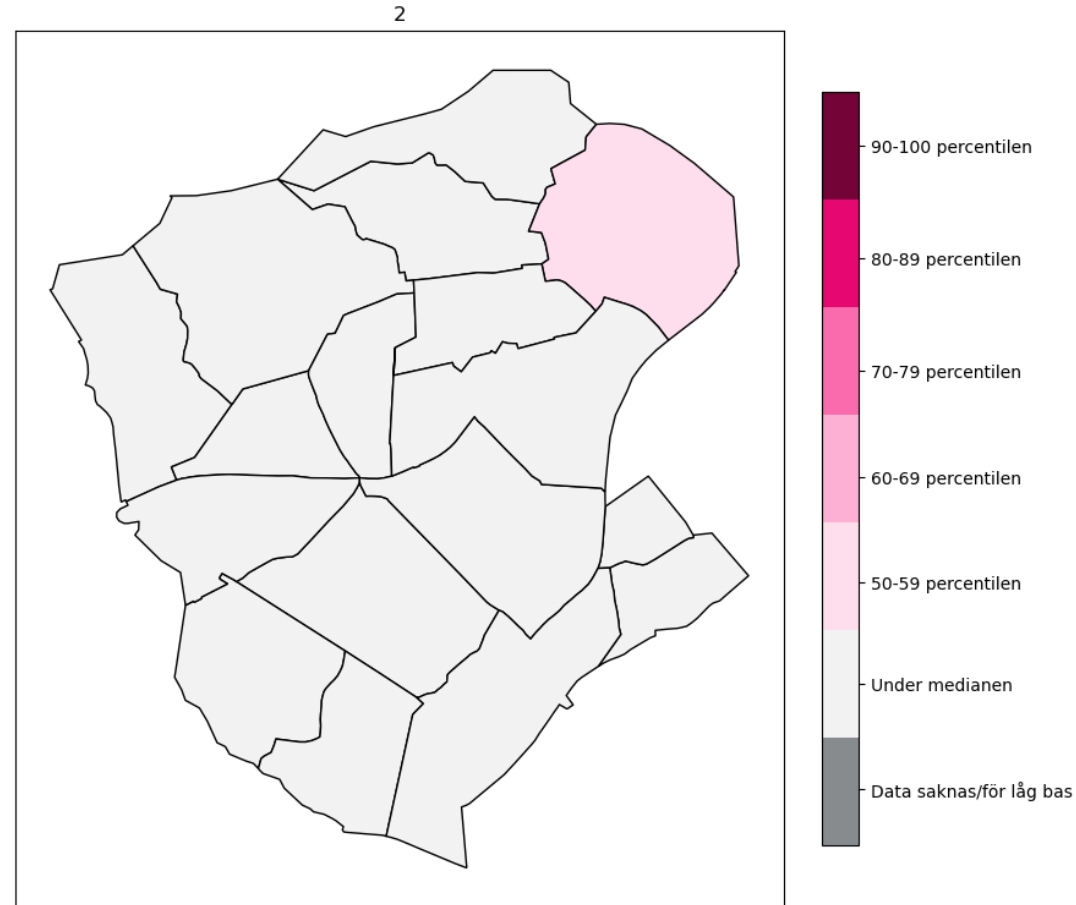 2
90-100 percentilen
80-89 percentilen
70-79 percentilen
60-69 percentilen
50-59 percentilen
Under medianen
Data saknas/för låg bas